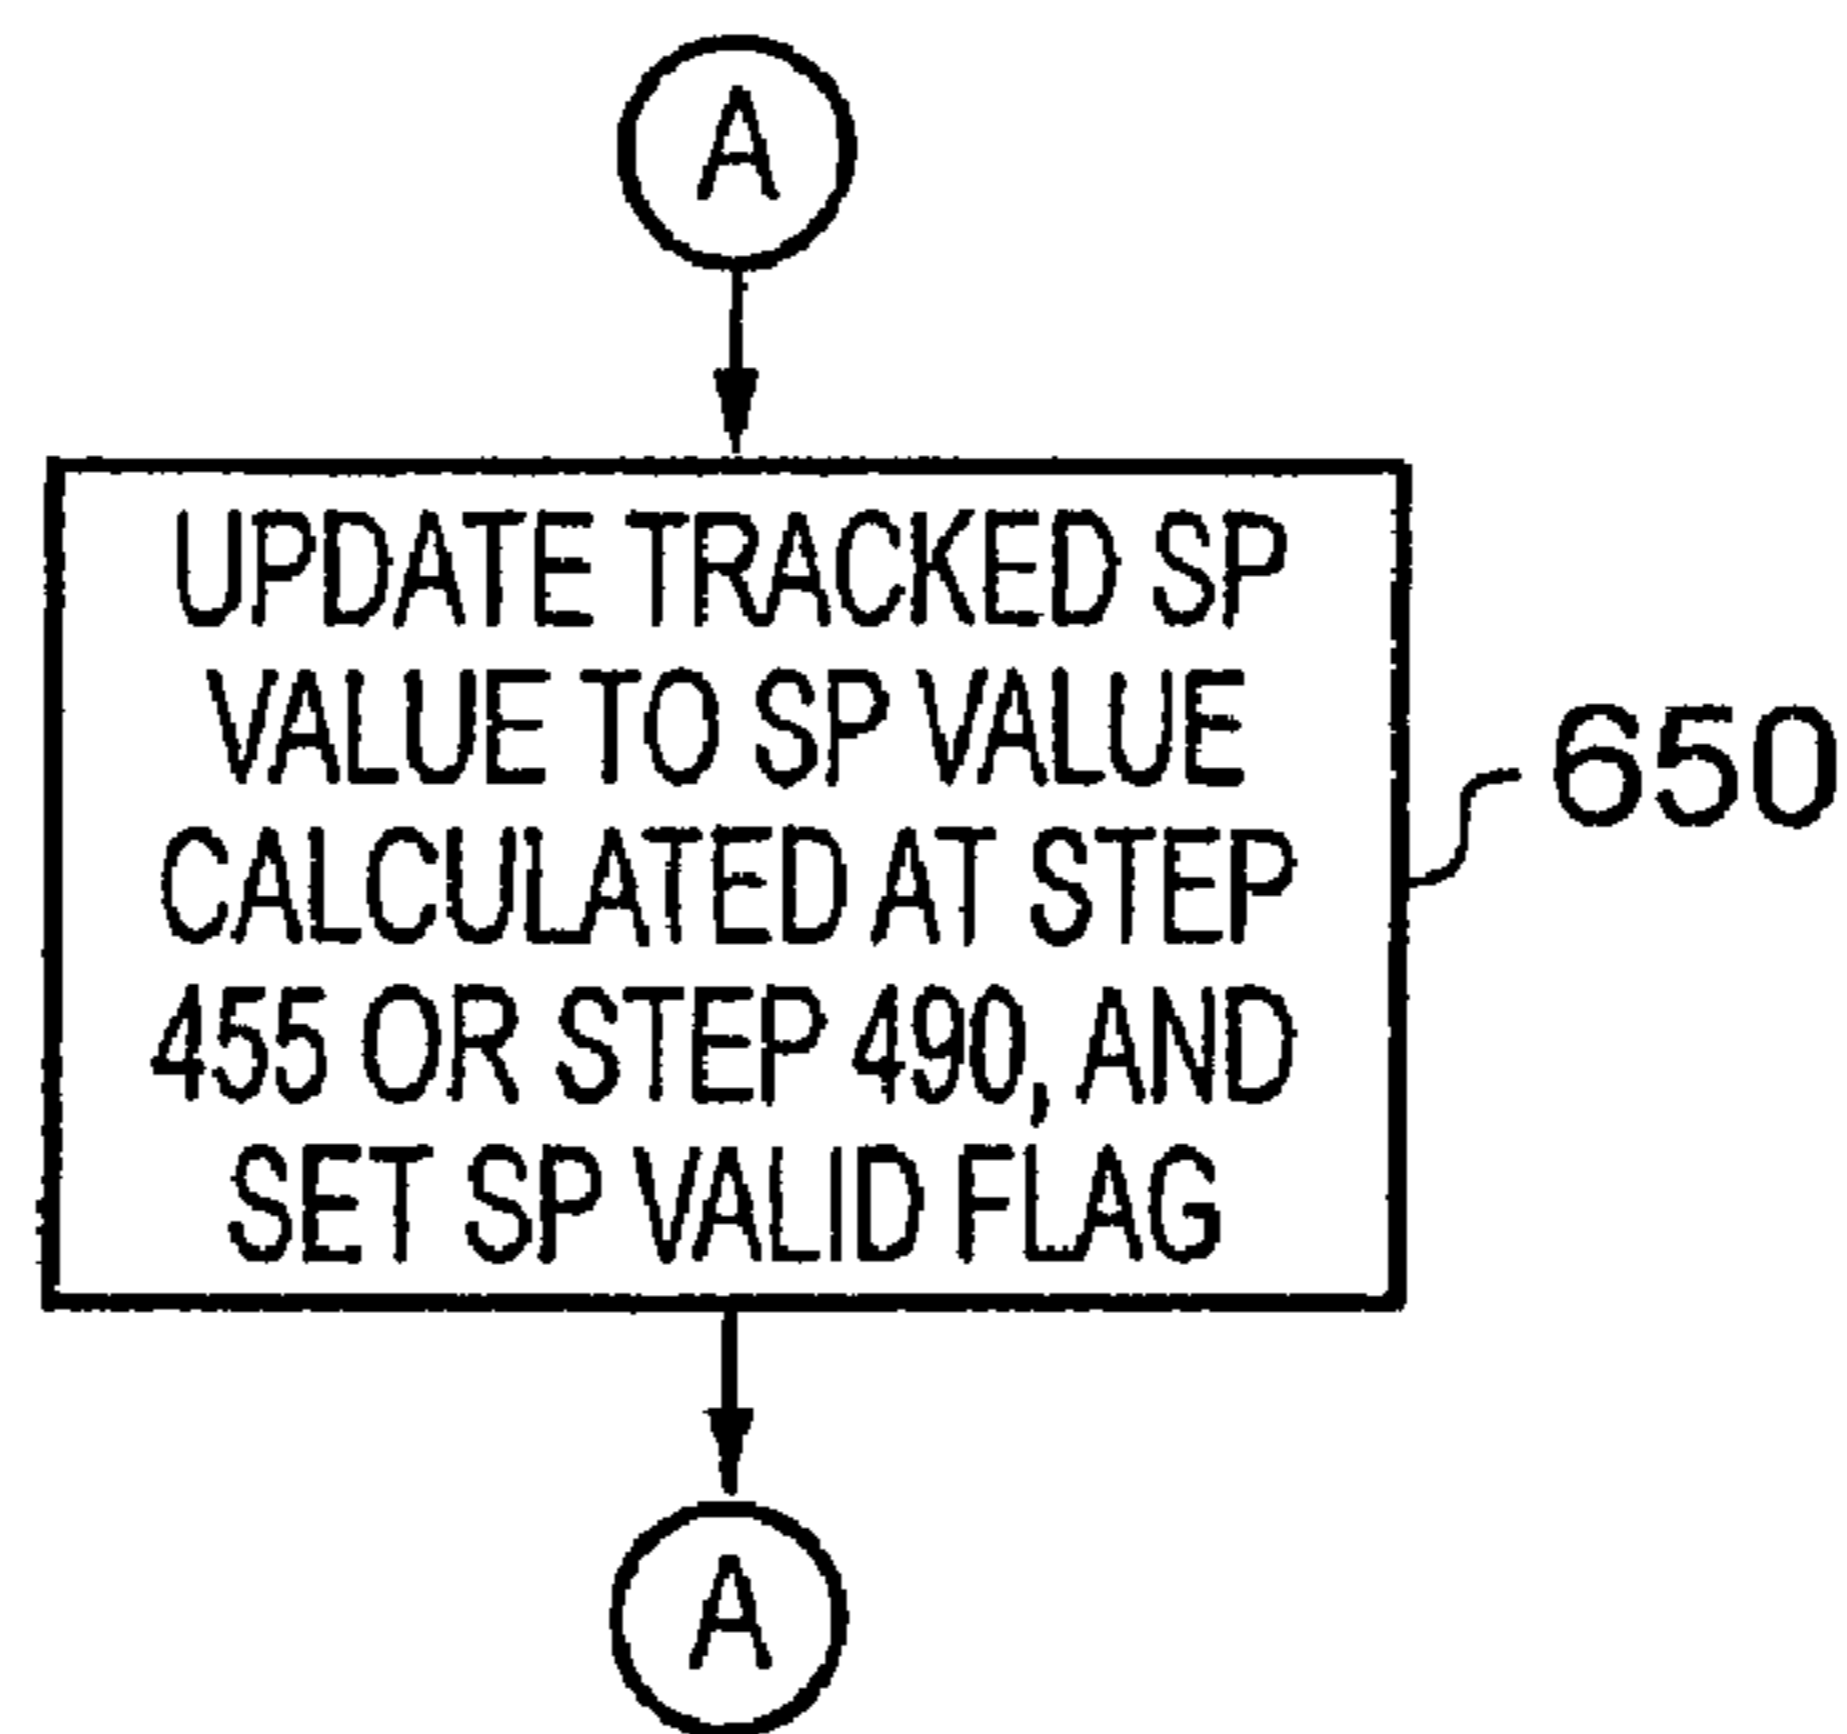 A
UPDATE TRACKED SP
VALUE TO SP VALUE
CALCULATED AT STEP
455 OR STEP 490, AND
SET SP VALID FLAG
650
A